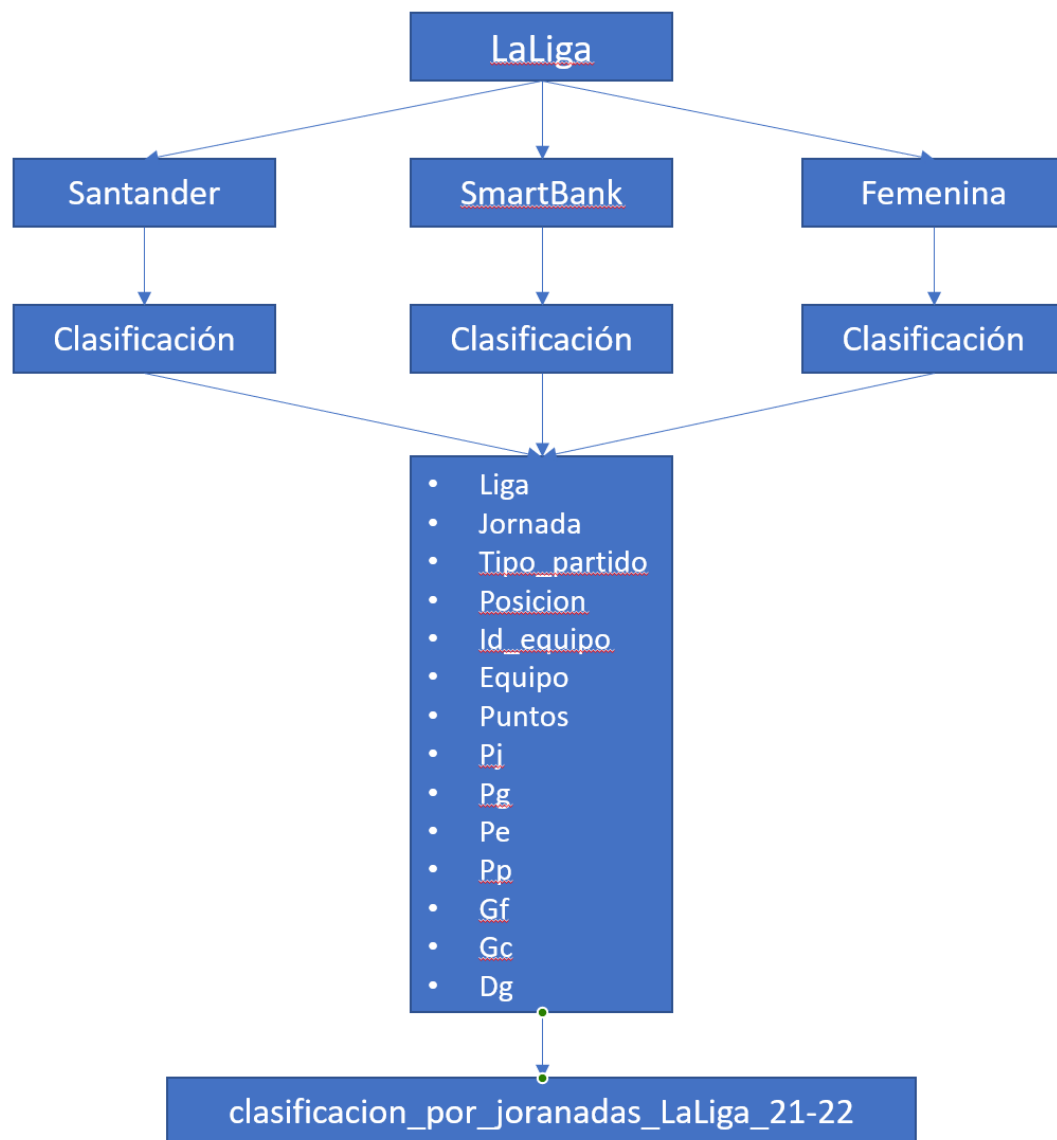 LaLiga
Santander
SmartBank
Femenina
Clasificación
Clasificación
Clasificación
• Liga
• Jornada
• Tipo_partido
• Posicion
• Id_equipo
• Equipo
• Puntos
• Pj
• Pg
• Pe
• Pp
• Gf
• Gc
• Dg
clasificacion_por_joranadas_LaLiga_21-22